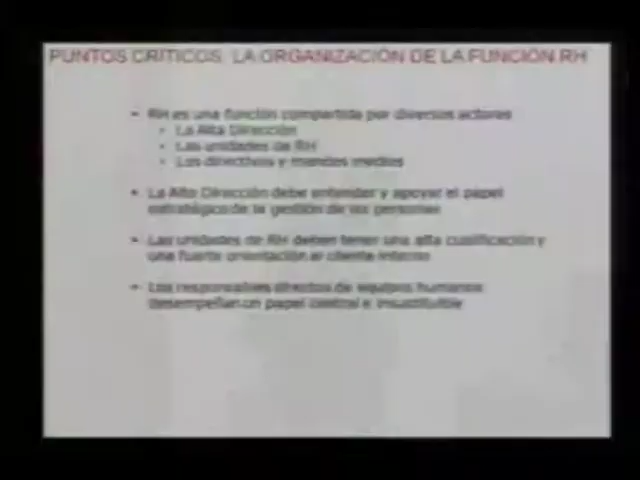 PUNTOS CRÍTICOS: LA ORGANIZACIÓN DE LA FUNCIÓN RH
• RH es una función compartida por diversos actores
• La Alta Dirección
• Las unidades de RH
• Los directivos y mandos medios
• La Alta Dirección debe entender y apoyar el papel
estratégico de la gestión de las personas
• Las unidades de RH deben tener una alta cualificación y
una fuerte orientación al cliente interno
• Los responsables directos de equipos humanos
desempeñan un papel central e insustituible